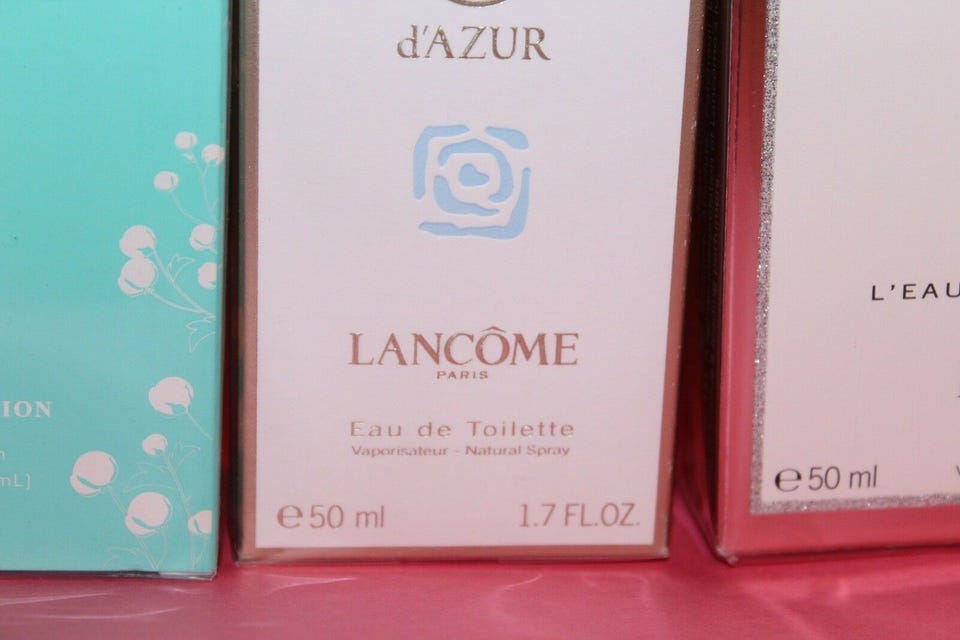 ION
mL]
d'AZUR
LANCÔME
PARIS
Eau de Toilette
Vaporisateur - Natural Spray
℮50 ml
1.7 FL.OZ.
L'EAU
℮50 ml